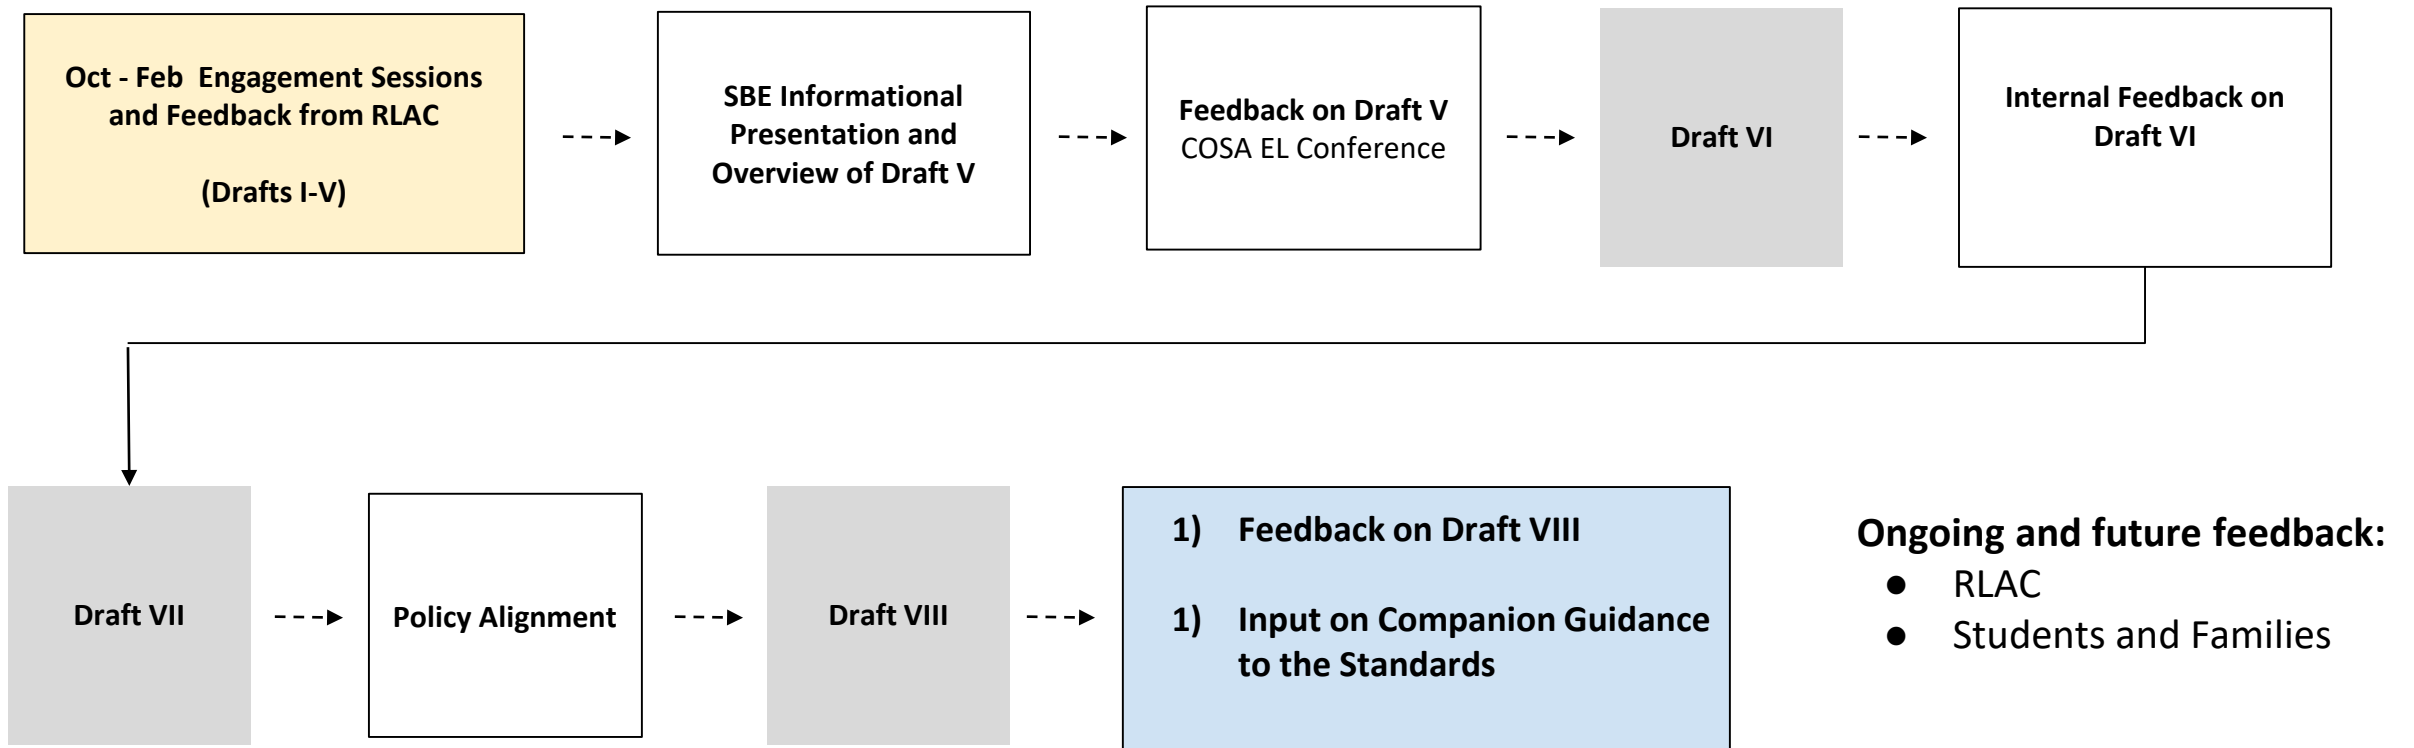 Oct - Feb  Engagement Sessions
and Feedback from RLAC
(Drafts I-V)
SBE Informational
Presentation and
Overview of Draft V
Feedback on Draft V
COSA EL Conference
Draft VI
Internal Feedback on
Draft VI
Draft VII
Policy Alignment
Draft VIII
1) Feedback on Draft VIII
1) Input on Companion Guidance
to the Standards
Ongoing and future feedback:
● RLAC
● Students and Families